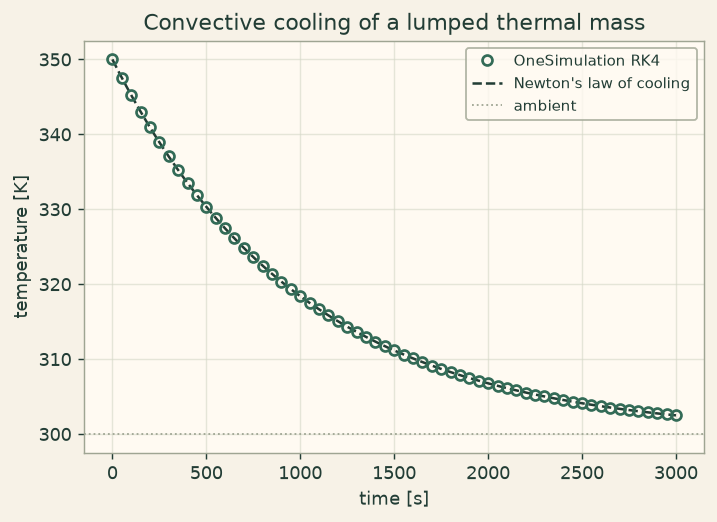 Convective cooling of a lumped thermal mass
OneSimulation RK4
Newton's law of cooling
ambient
temperature [K]
350
340
330
320
310
300
0 500 1000 1500 2000 2500 3000
time [s]